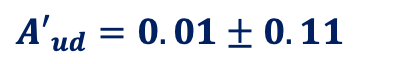 A'ud = 0.01 ± 0.11